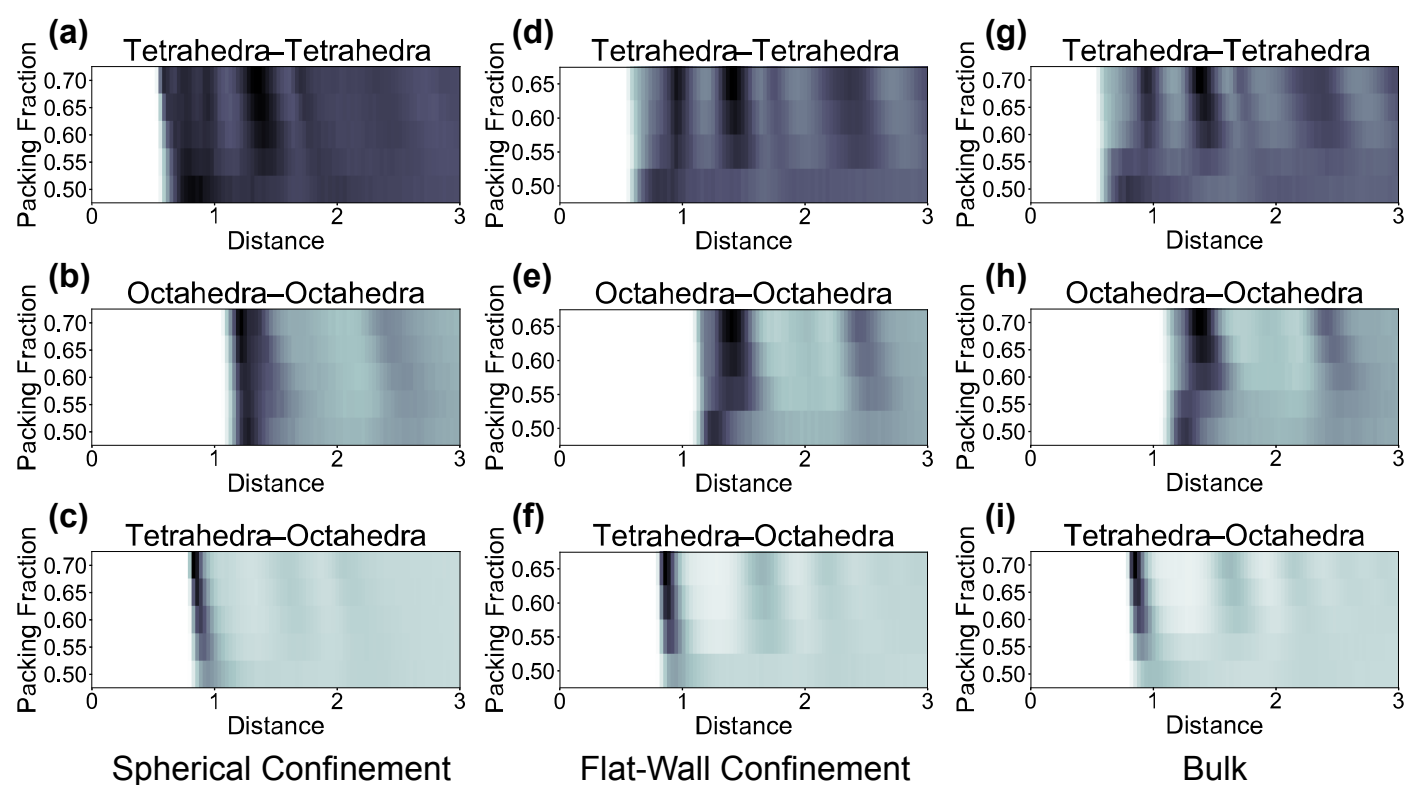 (a)
Tetrahedra–Tetrahedra
Packing Fraction
0.70
0.65
0.60
0.55
0.50
0 1 2 3
Distance
(d)
Tetrahedra–Tetrahedra
Packing Fraction
0.65
0.60
0.55
0.50
0 1 2 3
Distance
(g)
Tetrahedra–Tetrahedra
Packing Fraction
0.70
0.65
0.60
0.55
0.50
0 1 2 3
Distance
(b)
Octahedra–Octahedra
Packing Fraction
0.70
0.65
0.60
0.55
0.50
0 1 2 3
Distance
(e)
Octahedra–Octahedra
Packing Fraction
0.65
0.60
0.55
0.50
0 1 2 3
Distance
(h)
Octahedra–Octahedra
Packing Fraction
0.70
0.65
0.60
0.55
0.50
0 1 2 3
Distance
(c)
Tetrahedra–Octahedra
Packing Fraction
0.70
0.65
0.60
0.55
0.50
0 1 2 3
Distance
(f)
Tetrahedra–Octahedra
Packing Fraction
0.65
0.60
0.55
0.50
0 1 2 3
Distance
(i)
Tetrahedra–Octahedra
Packing Fraction
0.70
0.65
0.60
0.55
0.50
0 1 2 3
Distance
Spherical Confinement
Flat-Wall Confinement
Bulk